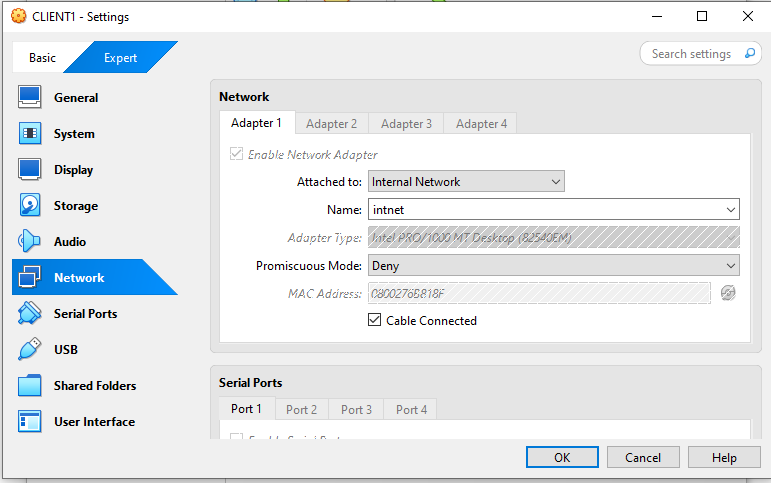 CLIENT1 - Settings
Basic
Expert
Search settings
General
System
Display
Storage
Audio
Network
Serial Ports
USB
Shared Folders
User Interface
Network
Adapter 1
Adapter 2
Adapter 3
Adapter 4
Enable Network Adapter
Attached to: Internal Network
Name: intnet
Adapter Type: Intel PRO/1000 MT Desktop (82540EM)
Promiscuous Mode: Deny
MAC Address: 0800276B818F
Cable Connected
Serial Ports
Port 1
Port 2
Port 3
Port 4
OK
Cancel
Help